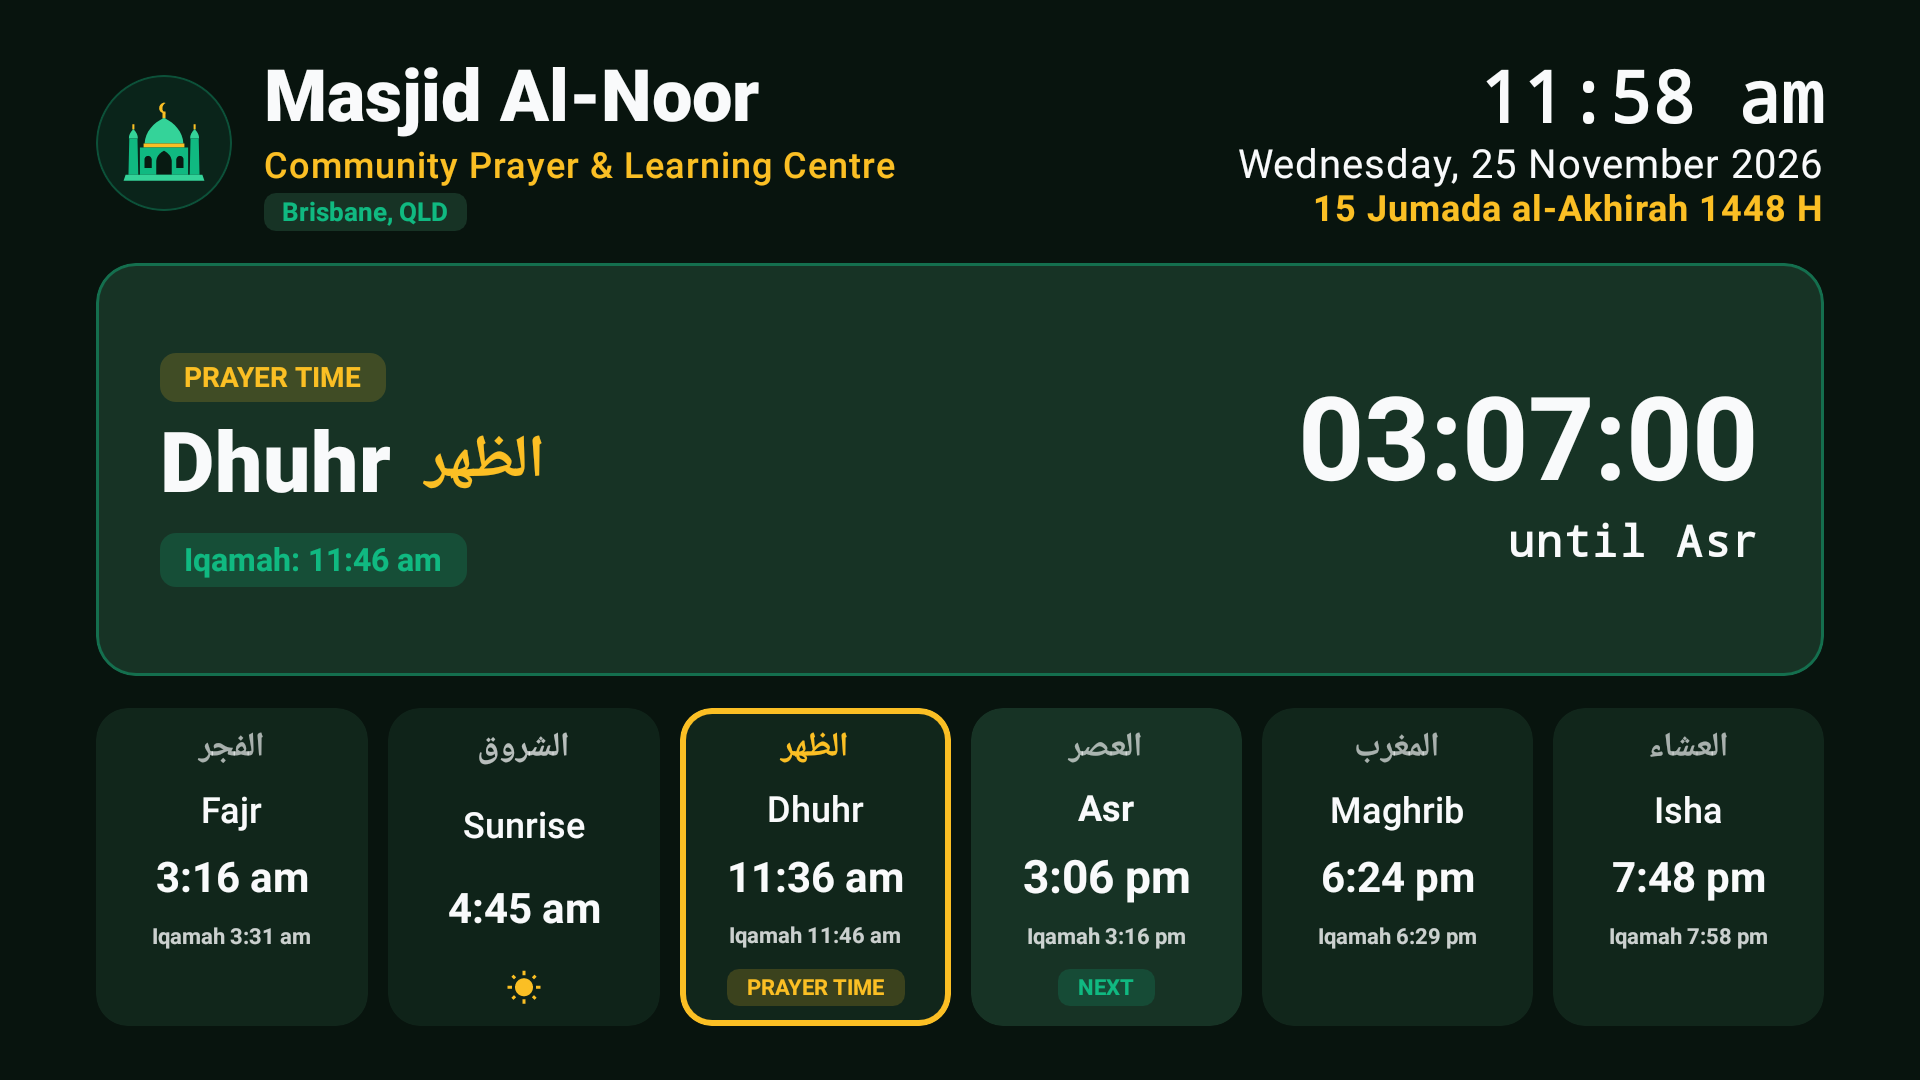 Masjid Al-Noor
Community Prayer & Learning Centre
Brisbane, QLD
11:58 am
Wednesday, 25 November 2026
15 Jumada al-Akhirah 1448 H
PRAYER TIME
Dhuhr الظهر
Iqamah: 11:46 am
03:07:00
until Asr
الفجر
Fajr
3:16 am
Iqamah 3:31 am
الشروق
Sunrise
4:45 am
الظهر
Dhuhr
11:36 am
Iqamah 11:46 am
PRAYER TIME
العصر
Asr
3:06 pm
Iqamah 3:16 pm
NEXT
المغرب
Maghrib
6:24 pm
Iqamah 6:29 pm
العشاء
Isha
7:48 pm
Iqamah 7:58 pm